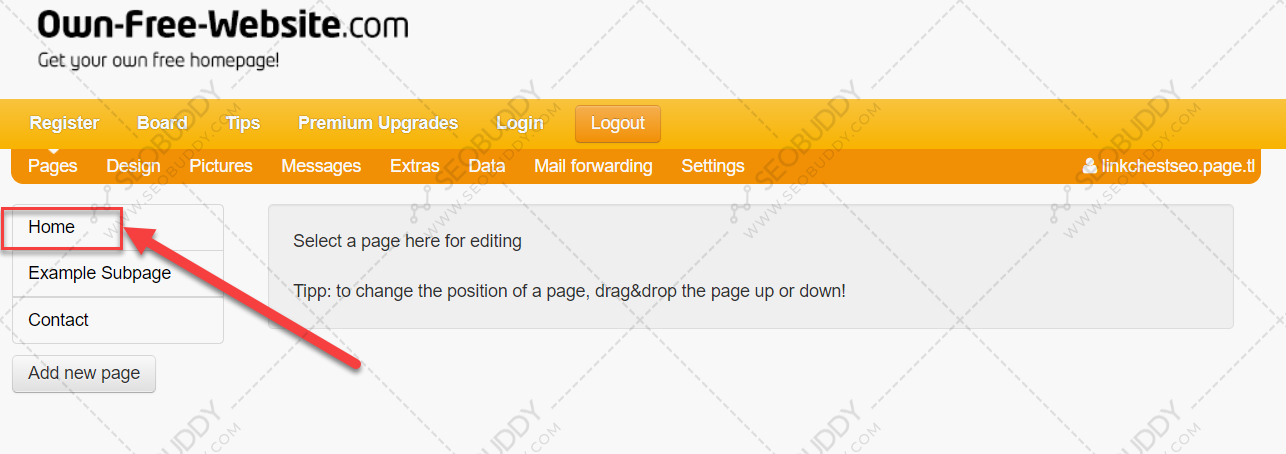 Own-Free-Website.com
Get your own free homepage!
Register Board Tips Premium Upgrades Login Logout
Pages Design Pictures Messages Extras Data Mail forwarding Settings linkchestseo.page.tl
Home
Select a page here for editing
Example Subpage
Tipp: to change the position of a page, drag&drop the page up or down!
Contact
Add new page
SEOBUDDY
WWW.SEOBUDDY.COM